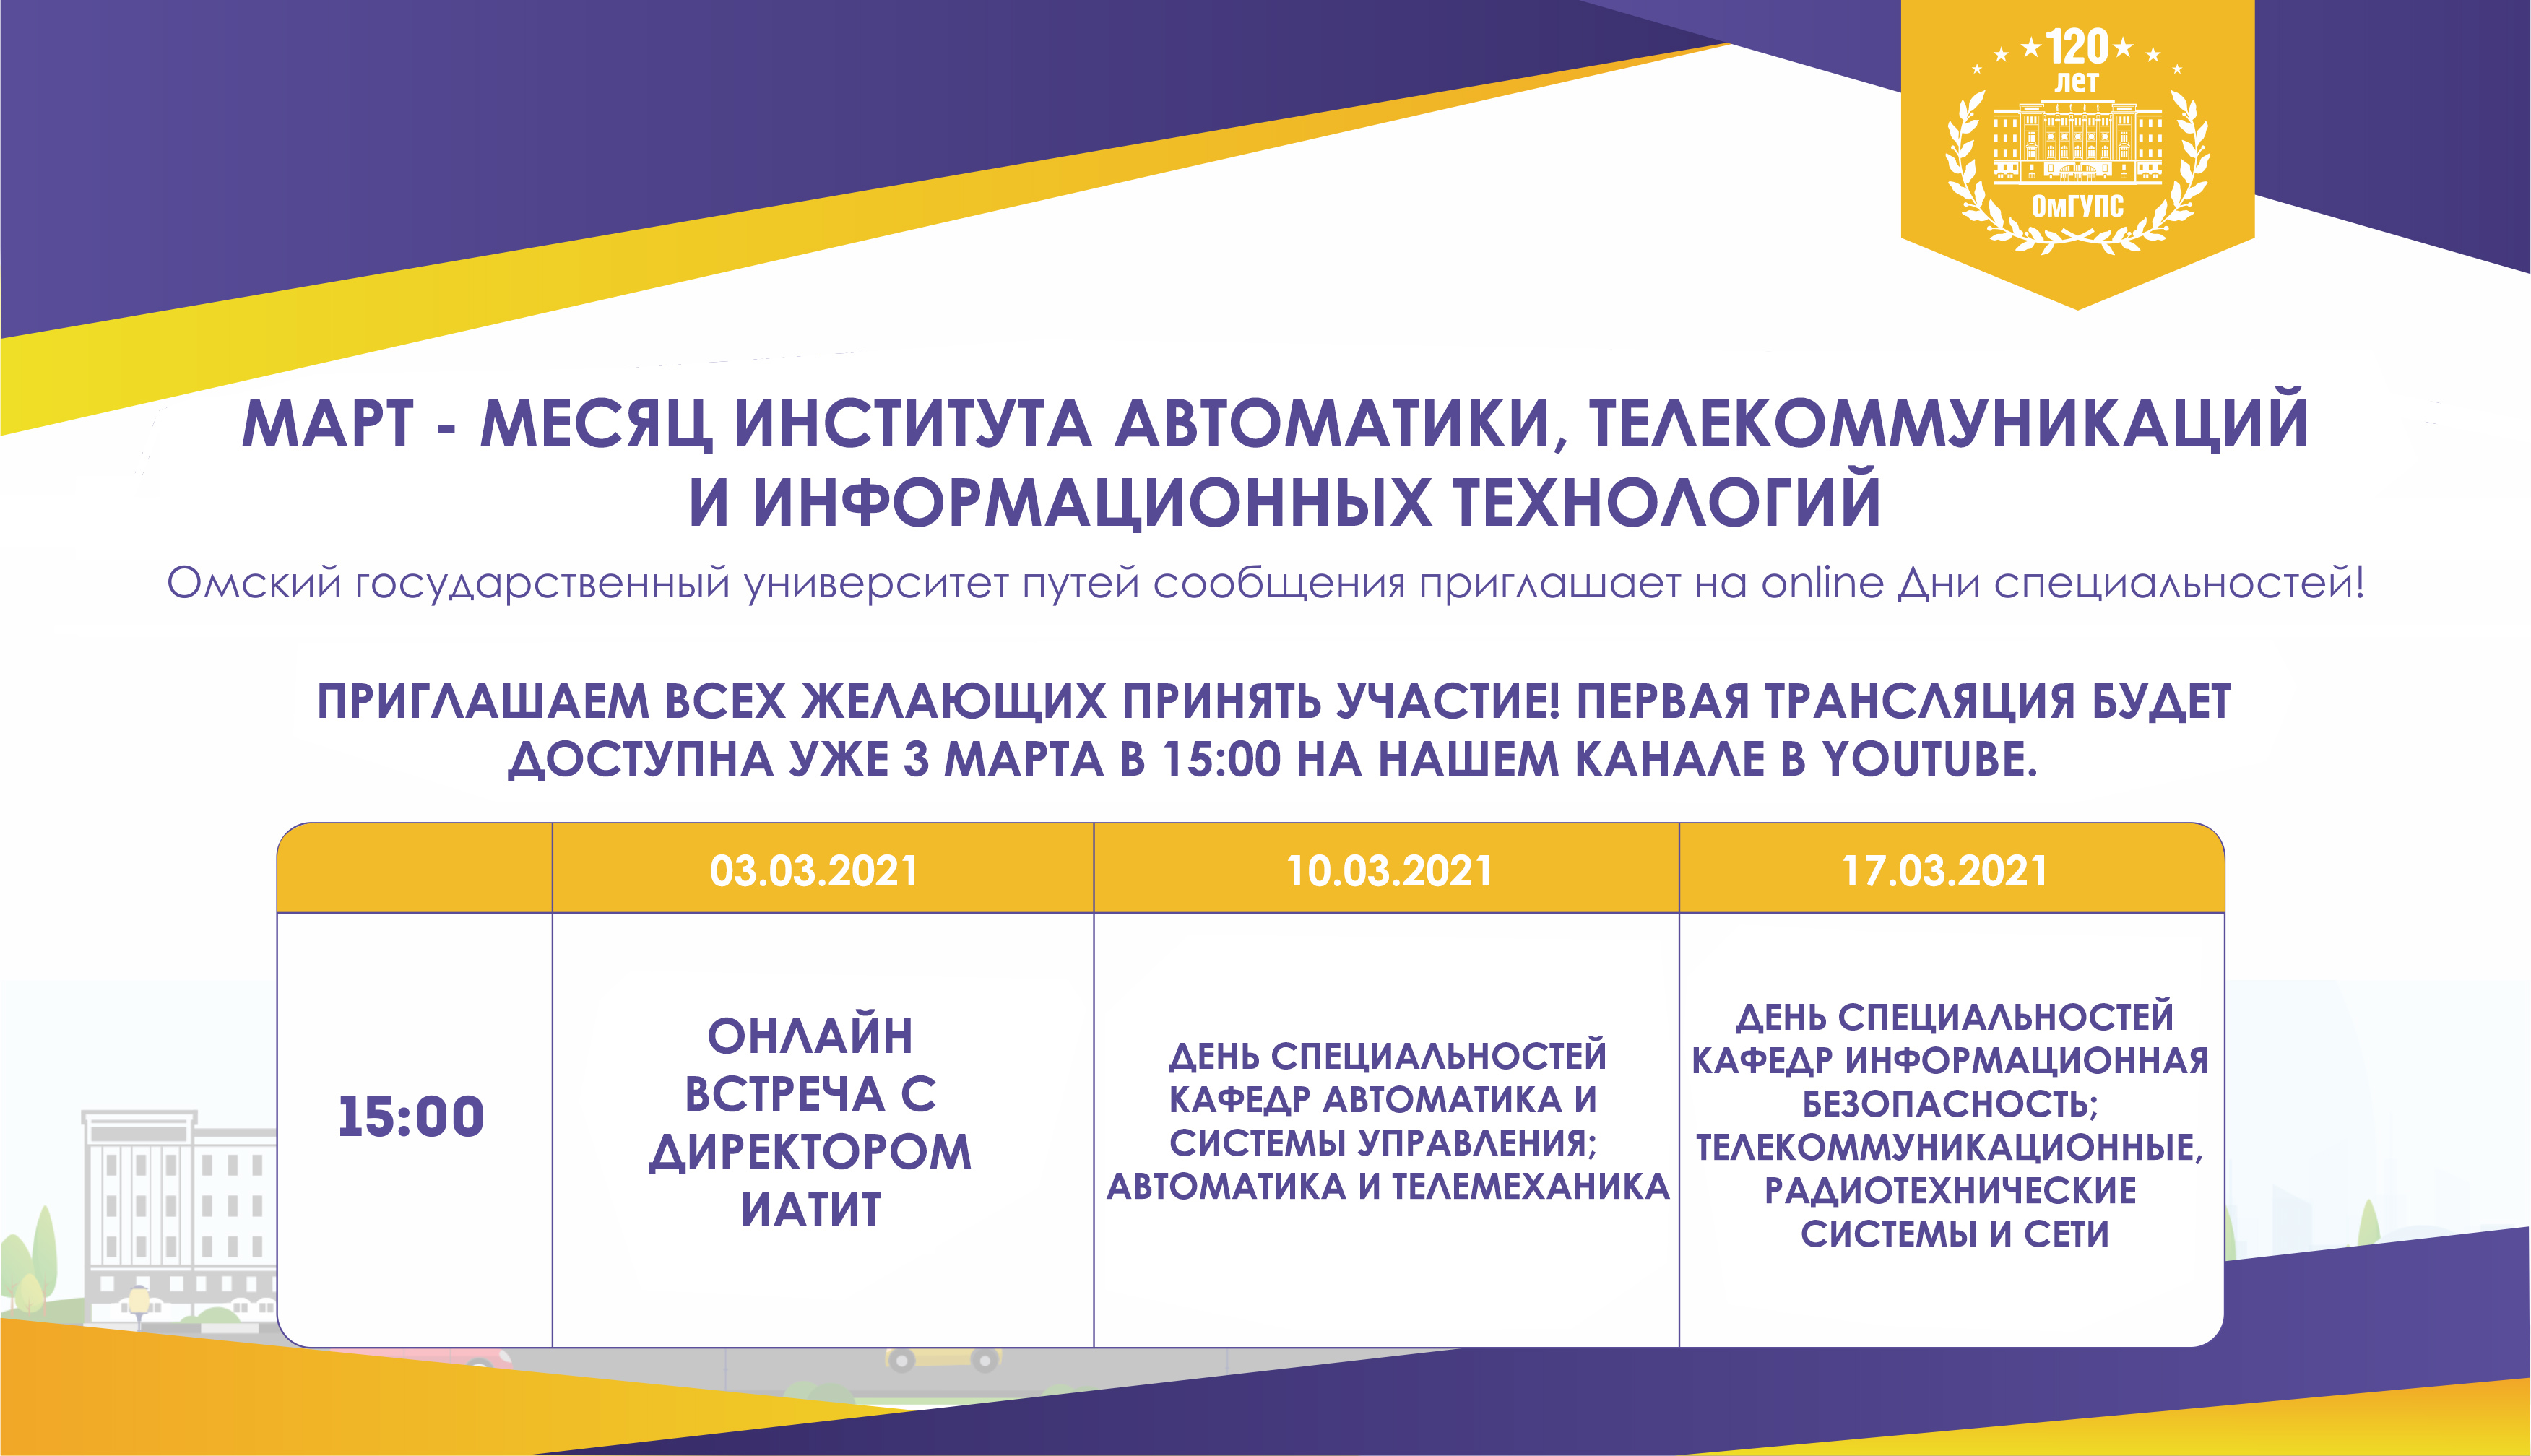 120
лет
ОмГУПС
МАРТ - МЕСЯЦ ИНСТИТУТА АВТОМАТИКИ, ТЕЛЕКОММУНИКАЦИЙ
И ИНФОРМАЦИОННЫХ ТЕХНОЛОГИЙ
Омский государственный университет путей сообщения приглашает на online Дни специальностей!
ПРИГЛАШАЕМ ВСЕХ ЖЕЛАЮЩИХ ПРИНЯТЬ УЧАСТИЕ! ПЕРВАЯ ТРАНСЛЯЦИЯ БУДЕТ
ДОСТУПНА УЖЕ 3 МАРТА В 15:00 НА НАШЕМ КАНАЛЕ В YOUTUBE.
03.03.2021
10.03.2021
17.03.2021
15:00
ОНЛАЙН
ВСТРЕЧА С
ДИРЕКТОРОМ
ИАТИТ
ДЕНЬ СПЕЦИАЛЬНОСТЕЙ
КАФЕДР АВТОМАТИКА И
СИСТЕМЫ УПРАВЛЕНИЯ;
АВТОМАТИКА И ТЕЛЕМЕХАНИКА
ДЕНЬ СПЕЦИАЛЬНОСТЕЙ
КАФЕДР ИНФОРМАЦИОННАЯ
БЕЗОПАСНОСТЬ;
ТЕЛЕКОММУНИКАЦИОННЫЕ,
РАДИОТЕХНИЧЕСКИЕ
СИСТЕМЫ И СЕТИ